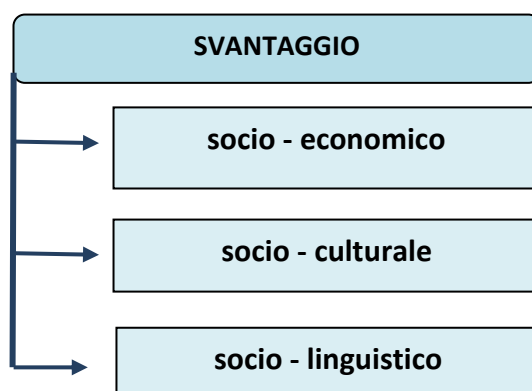 SVANTAGGIO
socio - economico
socio - culturale
socio - linguistico